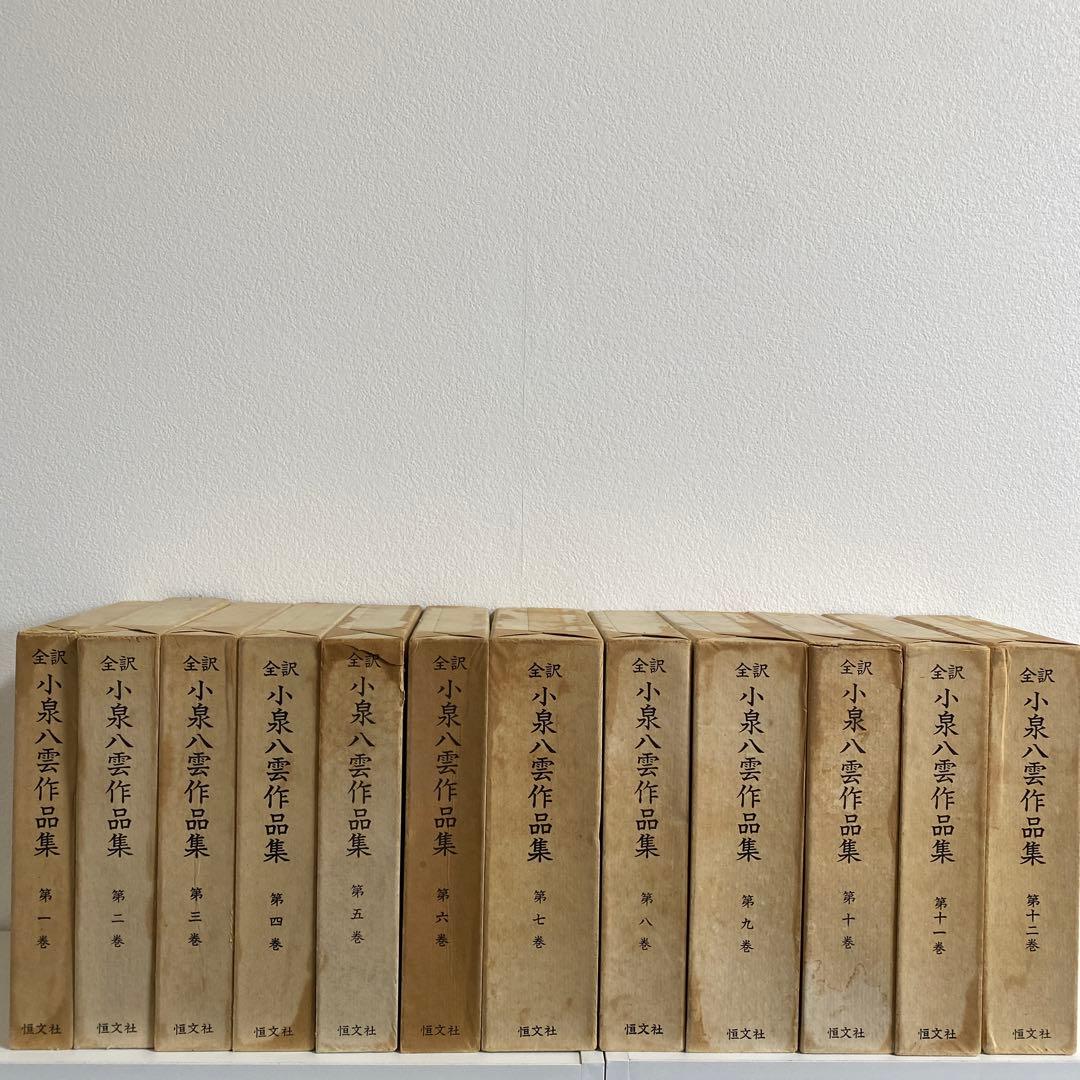 全訳
小泉八雲作品集
第一巻
恒文社
全訳
小泉八雲作品集
第二巻
恒文社
全訳
小泉八雲作品集
第三巻
恒文社
全訳
小泉八雲作品集
第四巻
恒文社
全訳
小泉八雲作品集
第五巻
恒文社
全訳
小泉八雲作品集
第六巻
恒文社
全訳
小泉八雲作品集
第七巻
恒文社
全訳
小泉八雲作品集
第八巻
恒文社
全訳
小泉八雲作品集
第九巻
恒文社
全訳
小泉八雲作品集
第十巻
恒文社
全訳
小泉八雲作品集
第十一巻
恒文社
全訳
小泉八雲作品集
第十二巻
恒文社